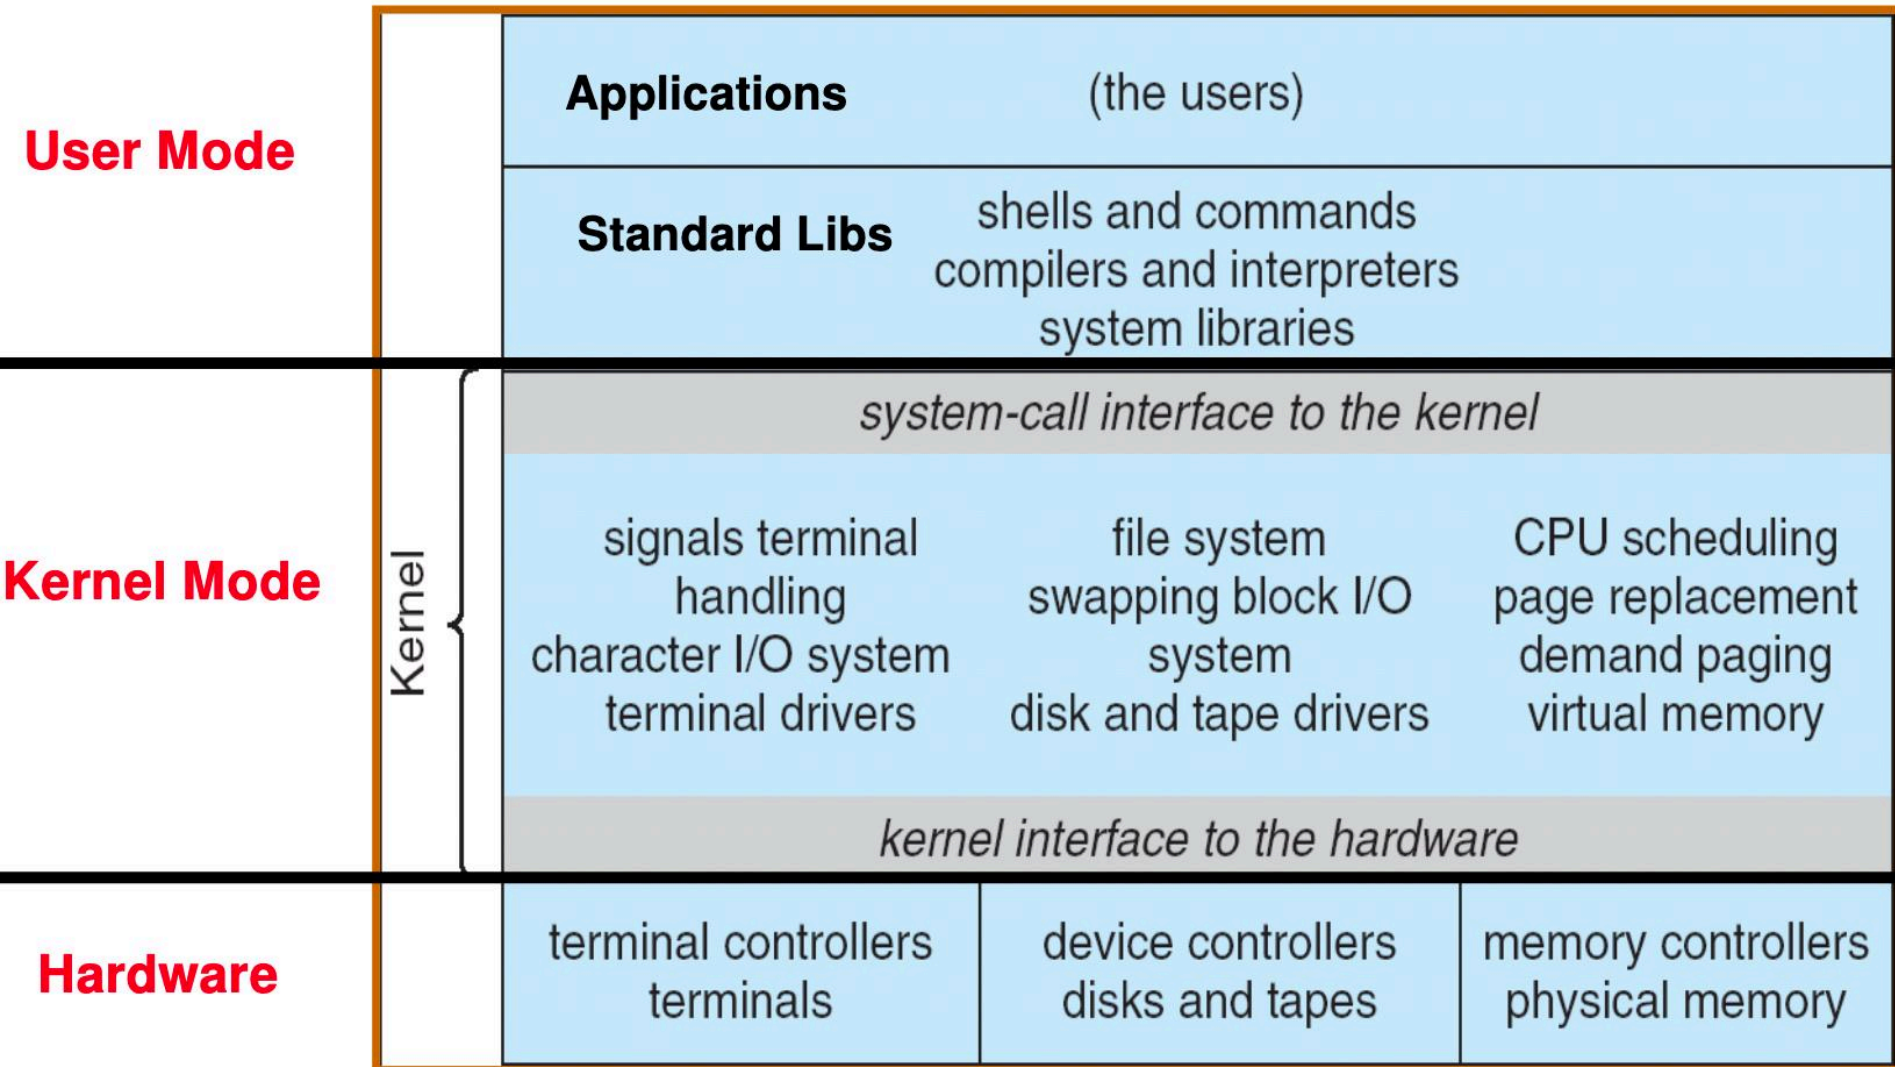 User Mode
Applications
(the users)
Standard Libs
shells and commands
compilers and interpreters
system libraries
Kernel Mode
Kernel
system-call interface to the kernel
signals terminal
handling
character I/O system
terminal drivers
file system
swapping block I/O
system
disk and tape drivers
CPU scheduling
page replacement
demand paging
virtual memory
kernel interface to the hardware
Hardware
terminal controllers
terminals
device controllers
disks and tapes
memory controllers
physical memory